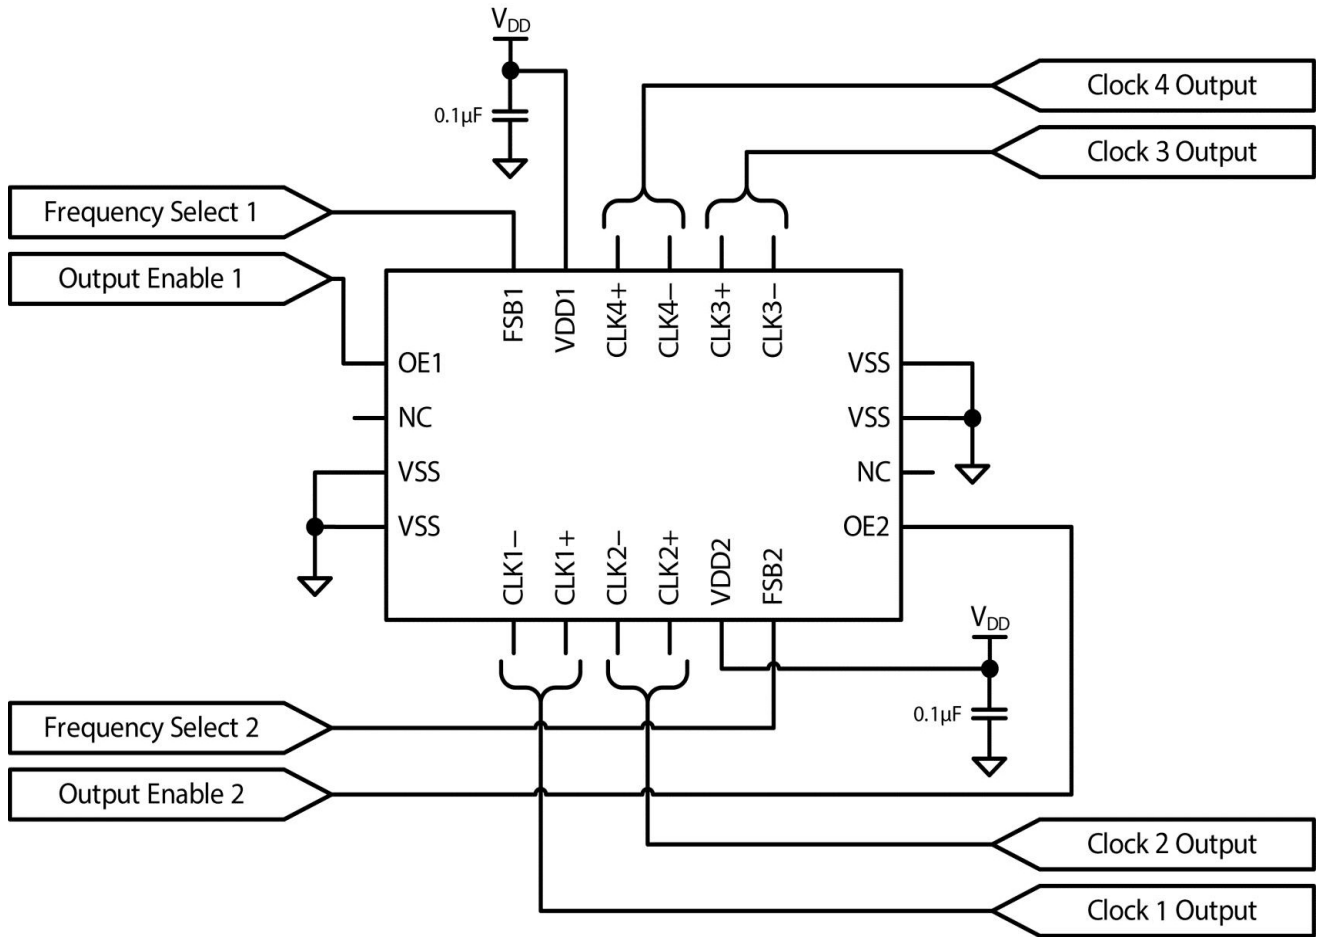 VDD
0.1µF
Clock 4 Output
Clock 3 Output
Frequency Select 1
Output Enable 1
FSB1
VDD1
CLK4+
CLK4−
CLK3+
CLK3−
OE1
NC
VSS
VSS
VSS
VSS
NC
OE2
CLK1−
CLK1+
CLK2−
CLK2+
VDD2
FSB2
VDD
0.1µF
Frequency Select 2
Output Enable 2
Clock 2 Output
Clock 1 Output